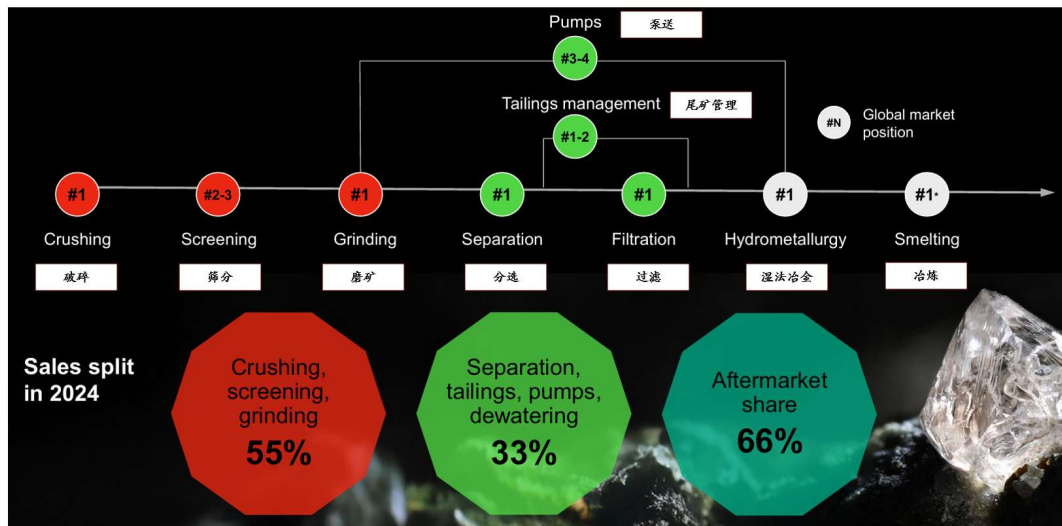 Pumps 泵送
#3-4
Tailings management 尾矿管理
#1-2
#N Global market
position
#1 #2-3 #1 #1 #1 #1 #1*
Crushing Screening Grinding Separation Filtration Hydrometallurgy Smelting
破碎 筛分 磨矿 分选 过滤 湿法冶金 冶炼
Sales split
in 2024
Crushing,
screening,
grinding
55%
Separation,
tailings, pumps,
dewatering
33%
Aftermarket
share
66%